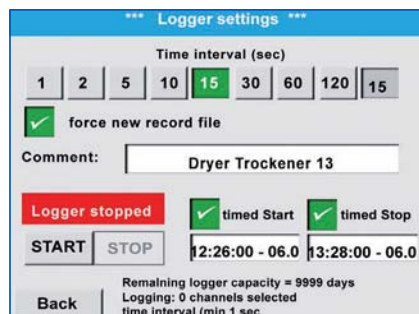 *** Logger settings ***
Time interval (sec)
1 2 5 10 15 30 60 120 15
force new record file
Comment: Dryer Trockener 13
Logger stopped timed Start timed Stop
START STOP 12:26:00 - 06.0 13:28:00 - 06.0
Remaining logger capacity = 9999 days
Back Logging: 0 channels selected
time interval (min 1 sec